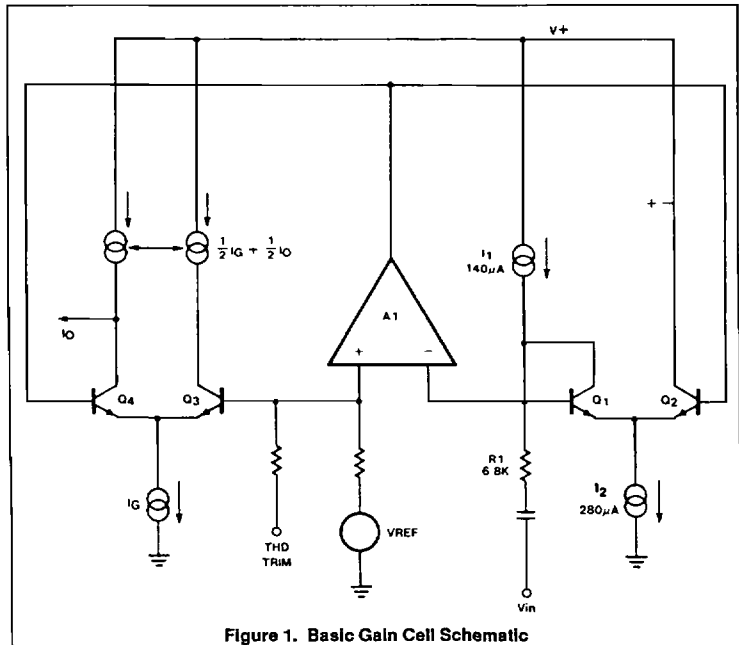 V+
+
½ IG + ½ IO
I1
140μA
A1
+ −
IO
Q4 Q3 Q1 Q2
R1
6 8K
IG
I2
280μA
THD
TRIM
VREF
Vin
Figure 1. Basic Gain Cell Schematic